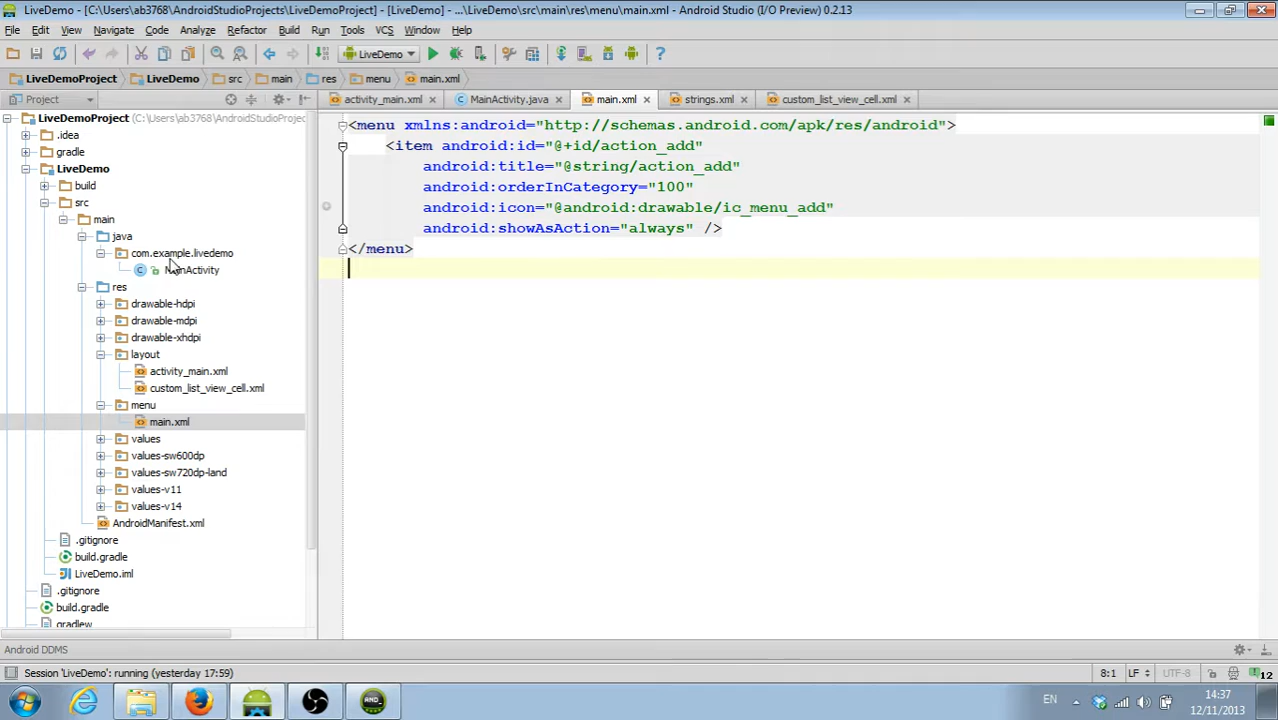 LiveDemo - [C:\Users\ab3768\AndroidStudioProjects\LiveDemoProject] - [LiveDemo] - ...\LiveDemo\src\main\res\menu\main.xml - Android Studio (I/O Preview) 0.2.13
File Edit View Navigate Code Analyze Refactor Build Run Tools VCS Window Help
LiveDemo
LiveDemoProject LiveDemo src main res menu main.xml
Project activity_main.xml MainActivity.java main.xml strings.xml custom_list_view_cell.xml
LiveDemoProject (C:\Users\ab3768\AndroidStudioProjec
.idea
gradle
LiveDemo
build
src
main
java
com.example.livedemo
MainActivity
res
drawable-hdpi
drawable-mdpi
drawable-xhdpi
layout
activity_main.xml
custom_list_view_cell.xml
menu
main.xml
values
values-sw600dp
values-sw720dp-land
values-v11
values-v14
AndroidManifest.xml
.gitignore
build.gradle
LiveDemo.iml
.gitignore
build.gradle
gradlew
<menu xmlns:android="http://schemas.android.com/apk/res/android">
<item android:id="@+id/action_add"
android:title="@string/action_add"
android:orderInCategory="100"
android:icon="@android:drawable/ic_menu_add"
android:showAsAction="always" />
</menu>
Android DDMS
Session 'LiveDemo': running (yesterday 17:59)
8:1 LF UTF-8 12
EN
14:37
12/11/2013